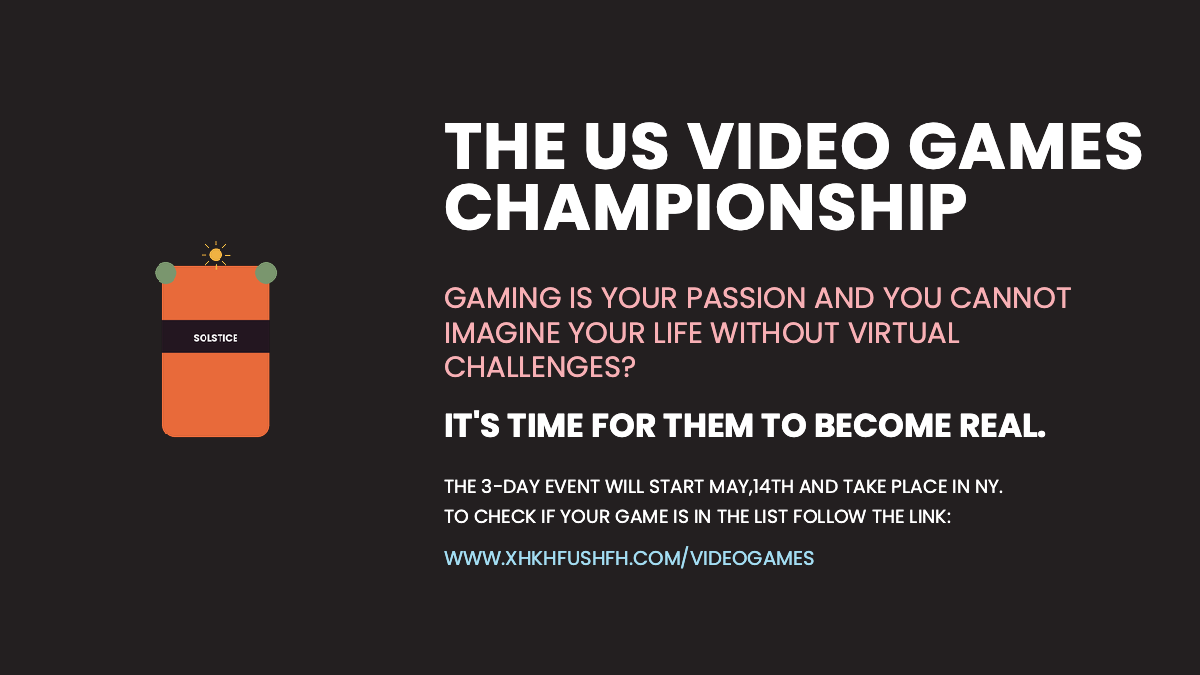 THE US VIDEO GAMES
CHAMPIONSHIP
GAMING IS YOUR PASSION AND YOU CANNOT
IMAGINE YOUR LIFE WITHOUT VIRTUAL
CHALLENGES?
SOLSTICE
IT'S TIME FOR THEM TO BECOME REAL.
THE 3-DAY EVENT WILL START MAY,14TH AND TAKE PLACE IN NY.
TO CHECK IF YOUR GAME IS IN THE LIST FOLLOW THE LINK:
WWW.XHKHFUSHFH.COM/VIDEOGAMES